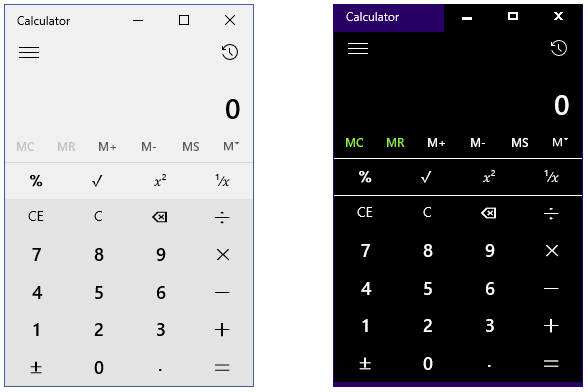 Calculator
0
MC MR M+ M- MS M▾
% √ x² ¹/x
CE C ⌫ ÷
7 8 9 ×
4 5 6 −
1 2 3 +
± 0 . =
Calculator
0
MC MR M+ M- MS M▾
% √ x² ¹/x
CE C ⌫ ÷
7 8 9 ×
4 5 6 −
1 2 3 +
± 0 . =